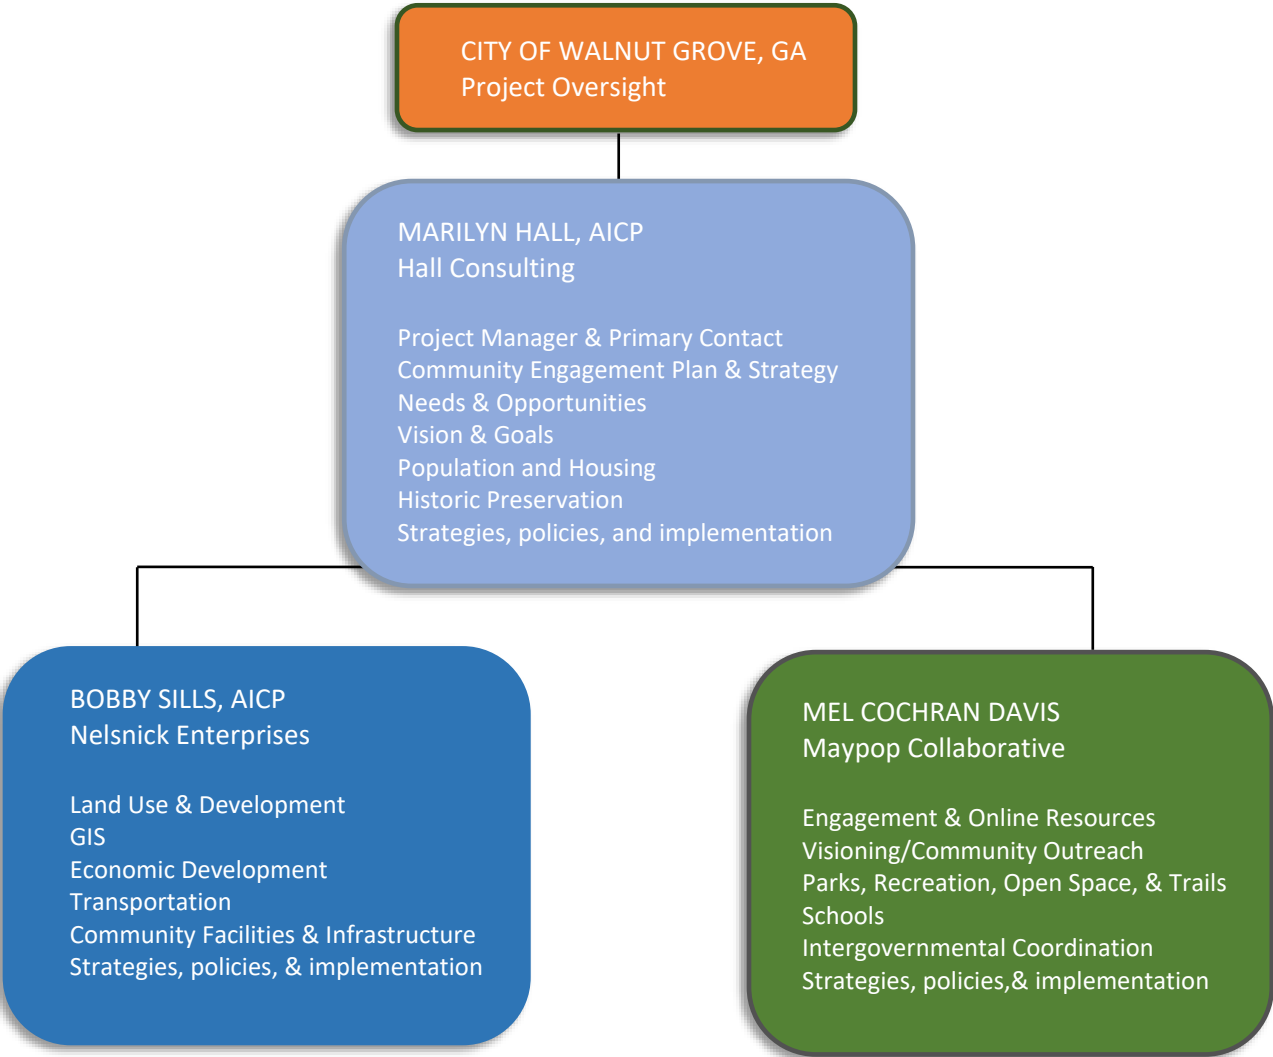 CITY OF WALNUT GROVE, GA
Project Oversight
MARILYN HALL, AICP
Hall Consulting
Project Manager & Primary Contact
Community Engagement Plan & Strategy
Needs & Opportunities
Vision & Goals
Population and Housing
Historic Preservation
Strategies, policies, and implementation
BOBBY SILLS, AICP
Nelsnick Enterprises
Land Use & Development
GIS
Economic Development
Transportation
Community Facilities & Infrastructure
Strategies, policies, & implementation
MEL COCHRAN DAVIS
Maypop Collaborative
Engagement & Online Resources
Visioning/Community Outreach
Parks, Recreation, Open Space, & Trails
Schools
Intergovernmental Coordination
Strategies, policies,& implementation